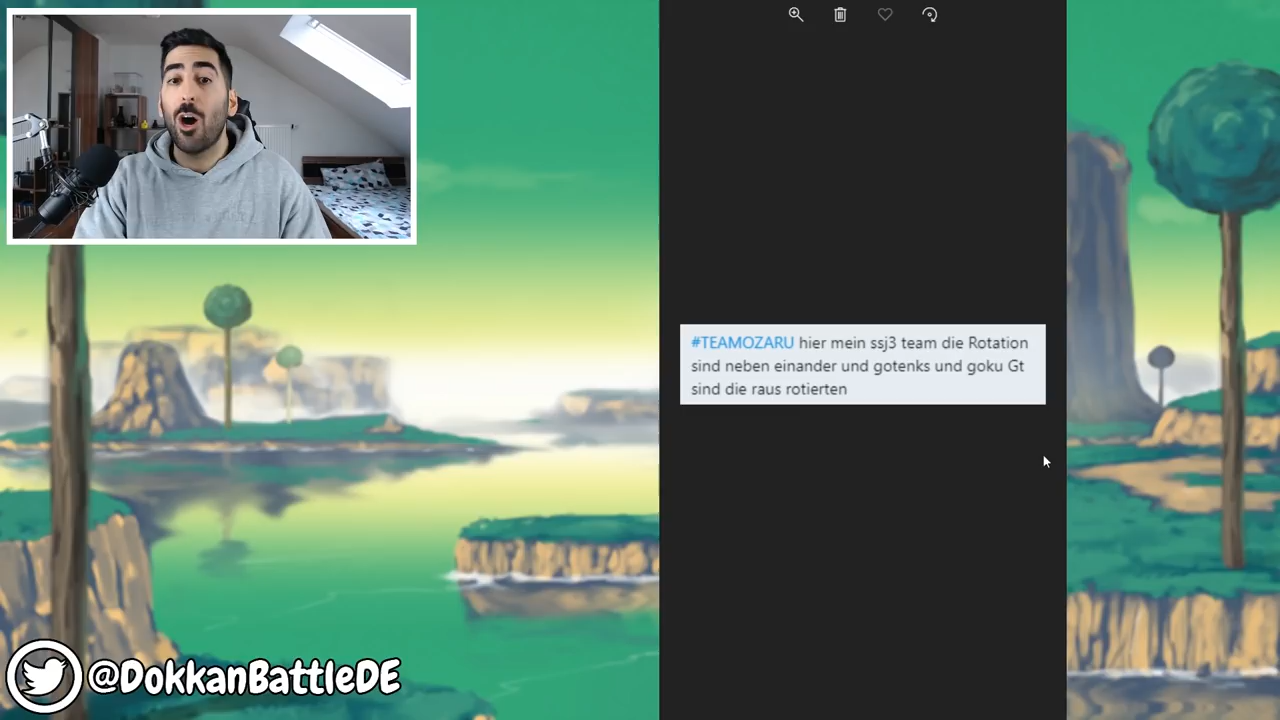 #TEAMOZARU hier mein ssj3 team die Rotation
sind neben einander und gotenks und goku Gt
sind die raus rotierten
@DokkanBattleDE